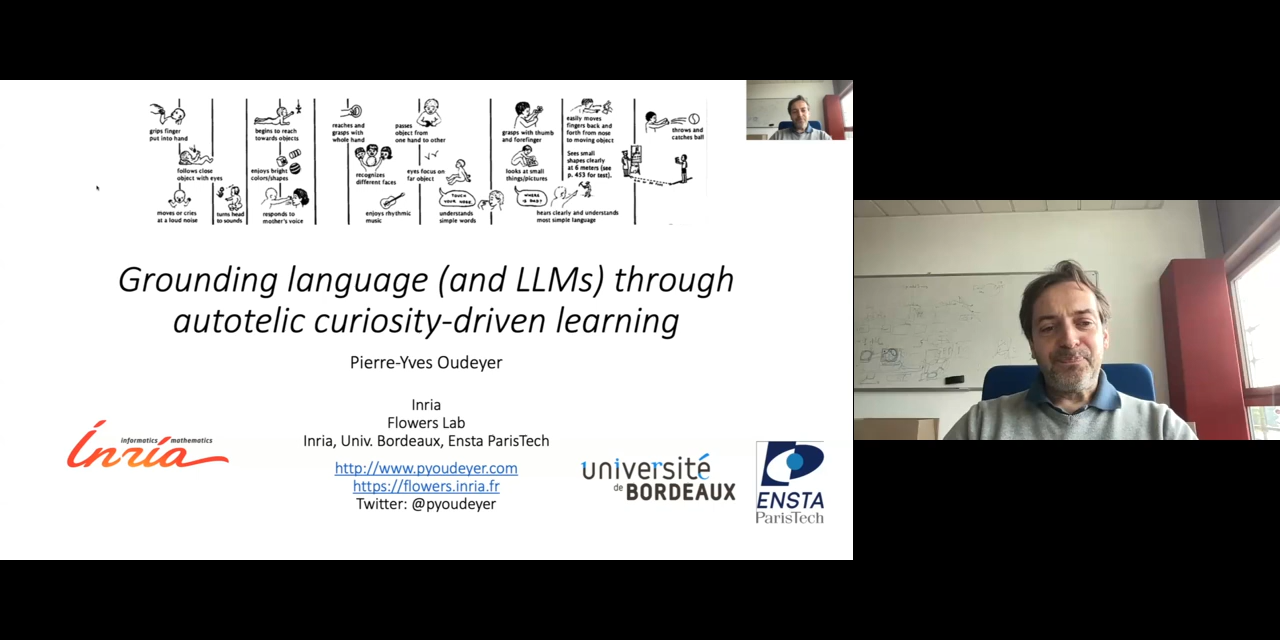 grips finger
put into hand
begins to reach
towards objects
reaches and
grasps with
whole hand
passes
object from
one hand to other
grasps with thumb
and forefinger
easily moves
fingers back and
forth from nose
to moving object
throws and
catches ball
follows close
object with eyes
enjoys bright
colors/shapes
recognizes
different faces
eyes focus on
far object
looks at small
things/pictures
Sees small
shapes clearly
at 6 meters (see
p. 453 for test).
moves or cries
at a loud noise
turns head
to sounds
responds to
mother's voice
enjoys rhythmic
music
TOUCH
YOUR NOSE
understands
simple words
WHERE
IS DAD?
hears clearly and understands
most simple language
Grounding language (and LLMs) through
autotelic curiosity-driven learning
Pierre-Yves Oudeyer
Inria
Flowers Lab
Inria, Univ. Bordeaux, Ensta ParisTech
http://www.pyoudeyer.com
https://flowers.inria.fr
Twitter: @pyoudeyer
informatics mathematics
Inria
université
de BORDEAUX
ENSTA
ParisTech